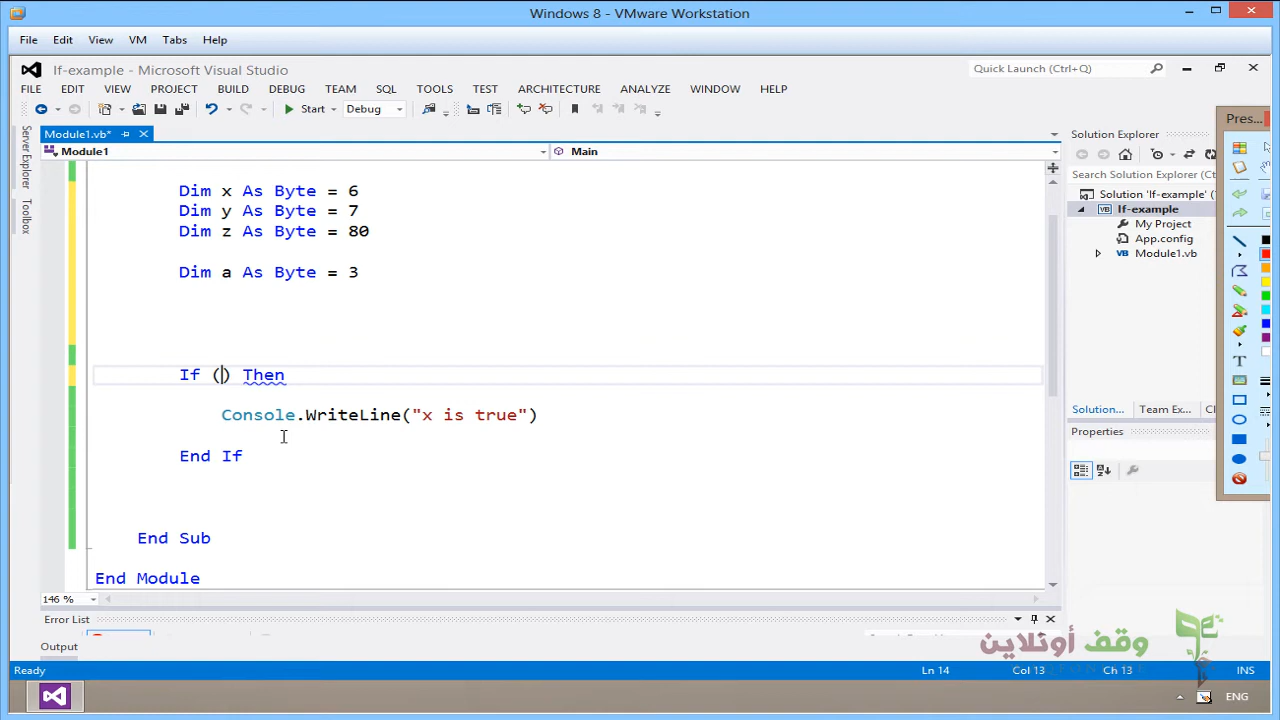 Windows 8 - VMware Workstation
File Edit View VM Tabs Help
If-example - Microsoft Visual Studio
Quick Launch (Ctrl+Q)
FILE EDIT VIEW PROJECT BUILD DEBUG TEAM SQL TOOLS TEST ARCHITECTURE ANALYZE WINDOW HELP
Start Debug
Pres...
Server Explorer
Toolbox
Module1.vb*
Module1
Main
Dim x As Byte = 6
Dim y As Byte = 7
Dim z As Byte = 80
Dim a As Byte = 3
If () Then
Console.WriteLine("x is true")
End If
End Sub
End Module
146 %
Error List
Output
Solution Explorer
Search Solution Explorer (Ctrl+;)
Solution 'If-example' (
If-example
My Project
App.config
Module1.vb
Solution... Team Ex... Cl
Properties
وقف أونلاين
Ready
Ln 14 Col 13 Ch 13 INS
ENG